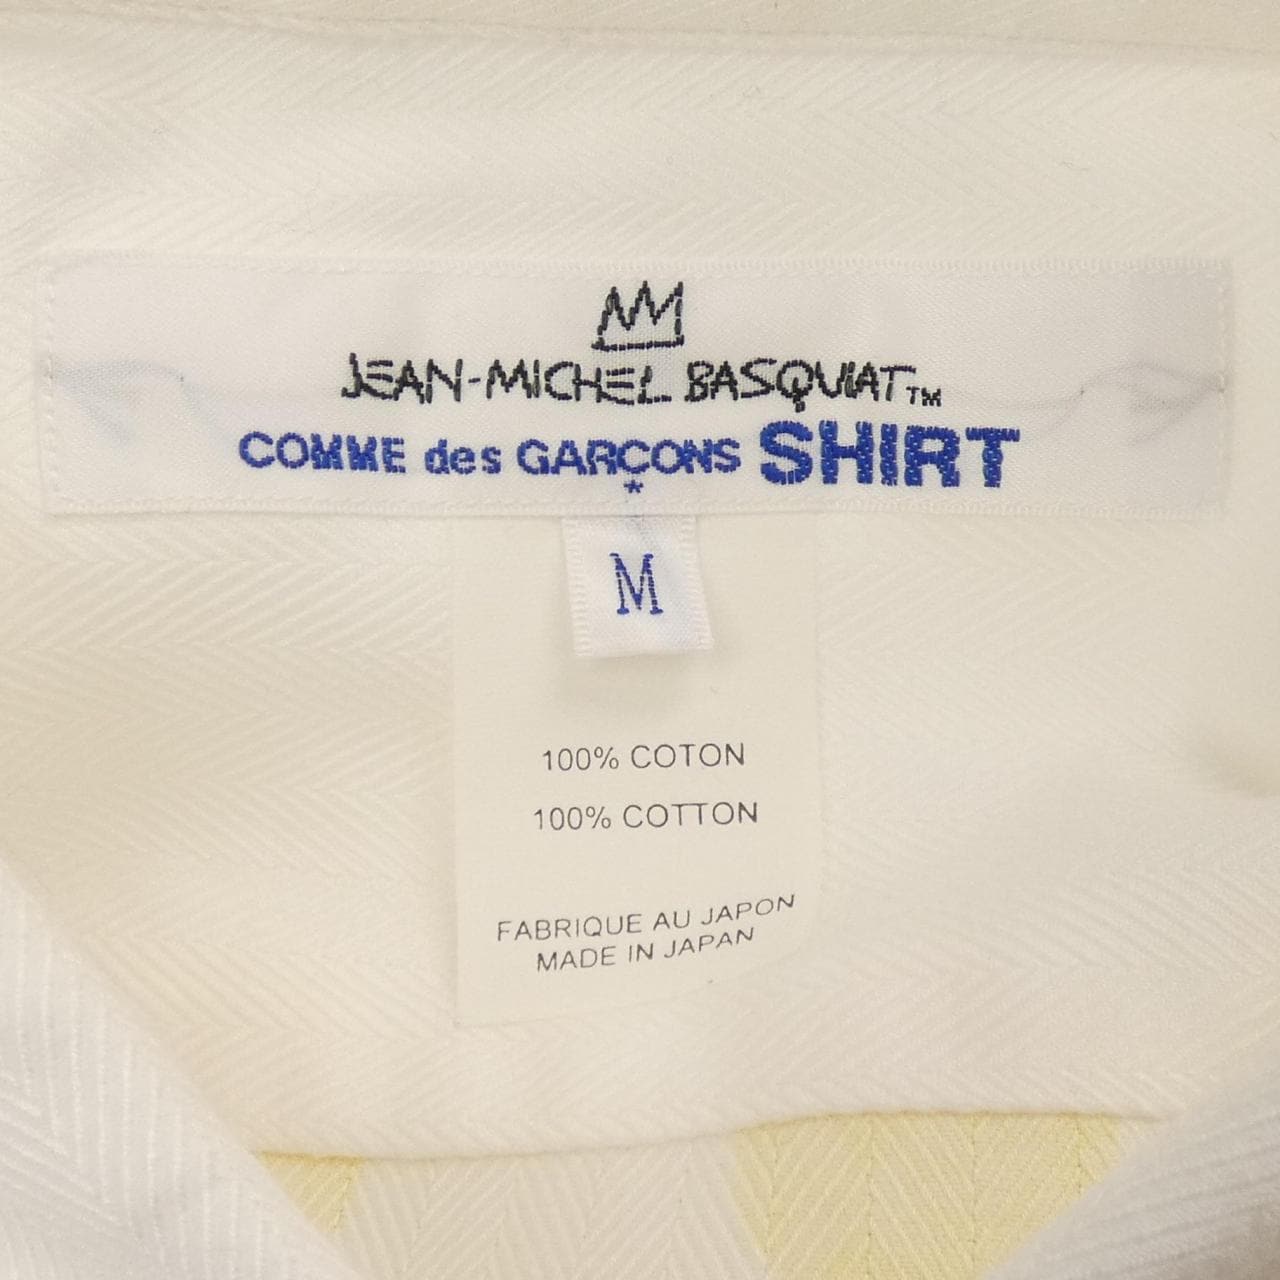 JEAN-MICHEL BASQUIAT™
COMME des GARÇONS SHIRT
*
M
100% COTON
100% COTTON
FABRIQUE AU JAPON
MADE IN JAPAN